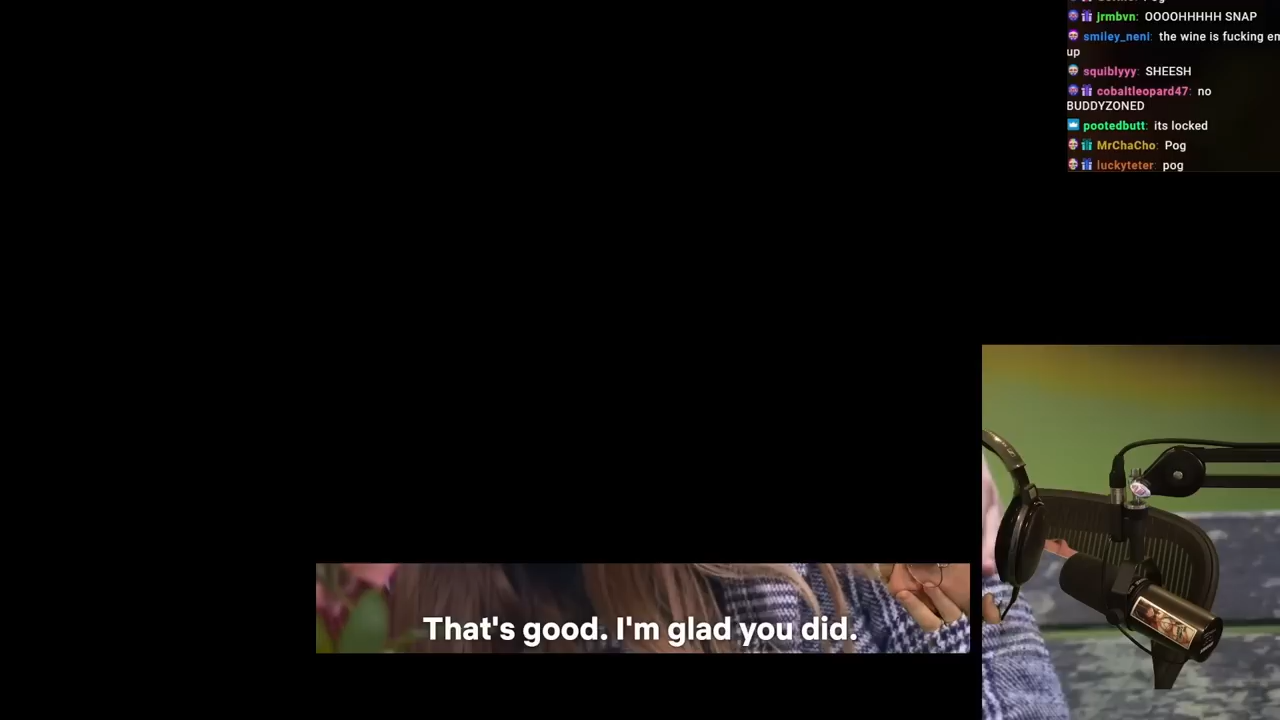 jrmbvn: OOOOHHHHH SNAP
smiley_neni: the wine is fucking em
up
squiblyyy: SHEESH
cobaltleopard47: no
BUDDYZONED
pootedbutt: its locked
MrChaCho: Pog
luckyteter: pog
That's good. I'm glad you did.